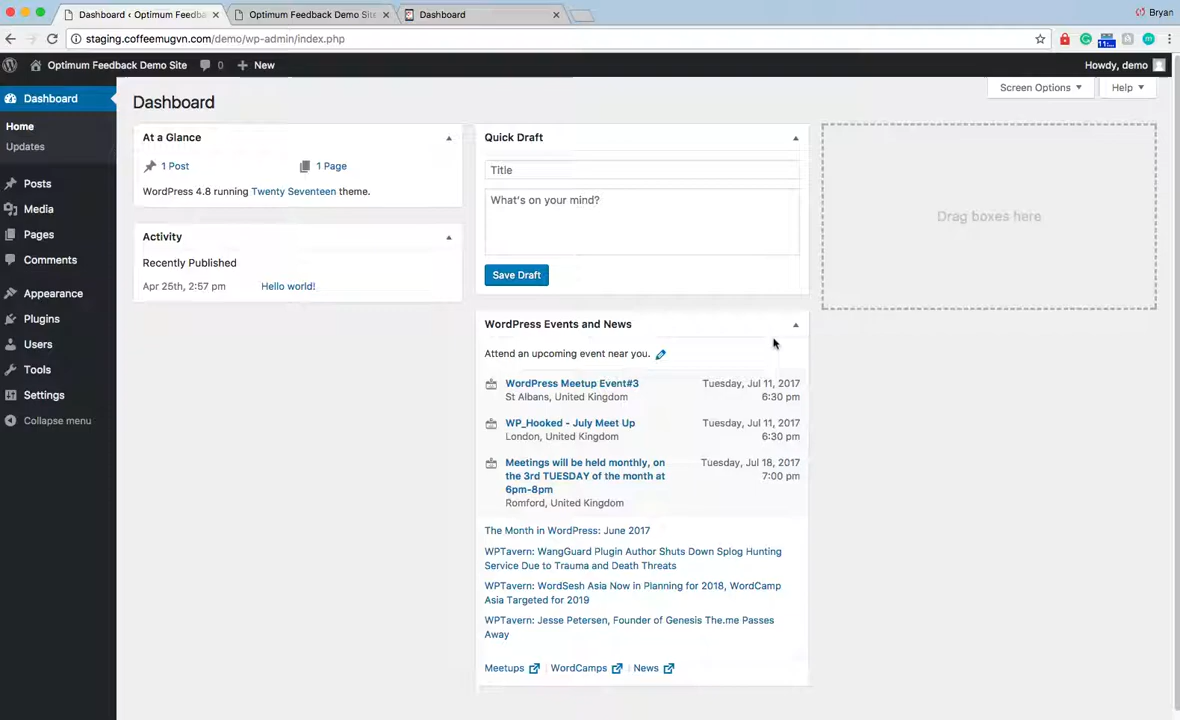 Dashboard ‹ Optimum Feedba
Optimum Feedback Demo Site
Dashboard
Bryan
staging.coffeemugvn.com/demo/wp-admin/index.php
11:
Optimum Feedback Demo Site
0
New
Howdy, demo
Dashboard
Home
Updates
Posts
Media
Pages
Comments
Appearance
Plugins
Users
Tools
Settings
Collapse menu
Dashboard
Screen Options
Help
At a Glance
1 Post
1 Page
WordPress 4.8 running Twenty Seventeen theme.
Activity
Recently Published
Apr 25th, 2:57 pm Hello world!
Quick Draft
Title
What's on your mind?
Save Draft
WordPress Events and News
Attend an upcoming event near you.
WordPress Meetup Event#3 Tuesday, Jul 11, 2017
St Albans, United Kingdom 6:30 pm
WP_Hooked - July Meet Up Tuesday, Jul 11, 2017
London, United Kingdom 6:30 pm
Meetings will be held monthly, on Tuesday, Jul 18, 2017
the 3rd TUESDAY of the month at 7:00 pm
6pm-8pm
Romford, United Kingdom
The Month in WordPress: June 2017
WPTavern: WangGuard Plugin Author Shuts Down Splog Hunting
Service Due to Trauma and Death Threats
WPTavern: WordSesh Asia Now in Planning for 2018, WordCamp
Asia Targeted for 2019
WPTavern: Jesse Petersen, Founder of Genesis The.me Passes
Away
Meetups | WordCamps | News
Drag boxes here